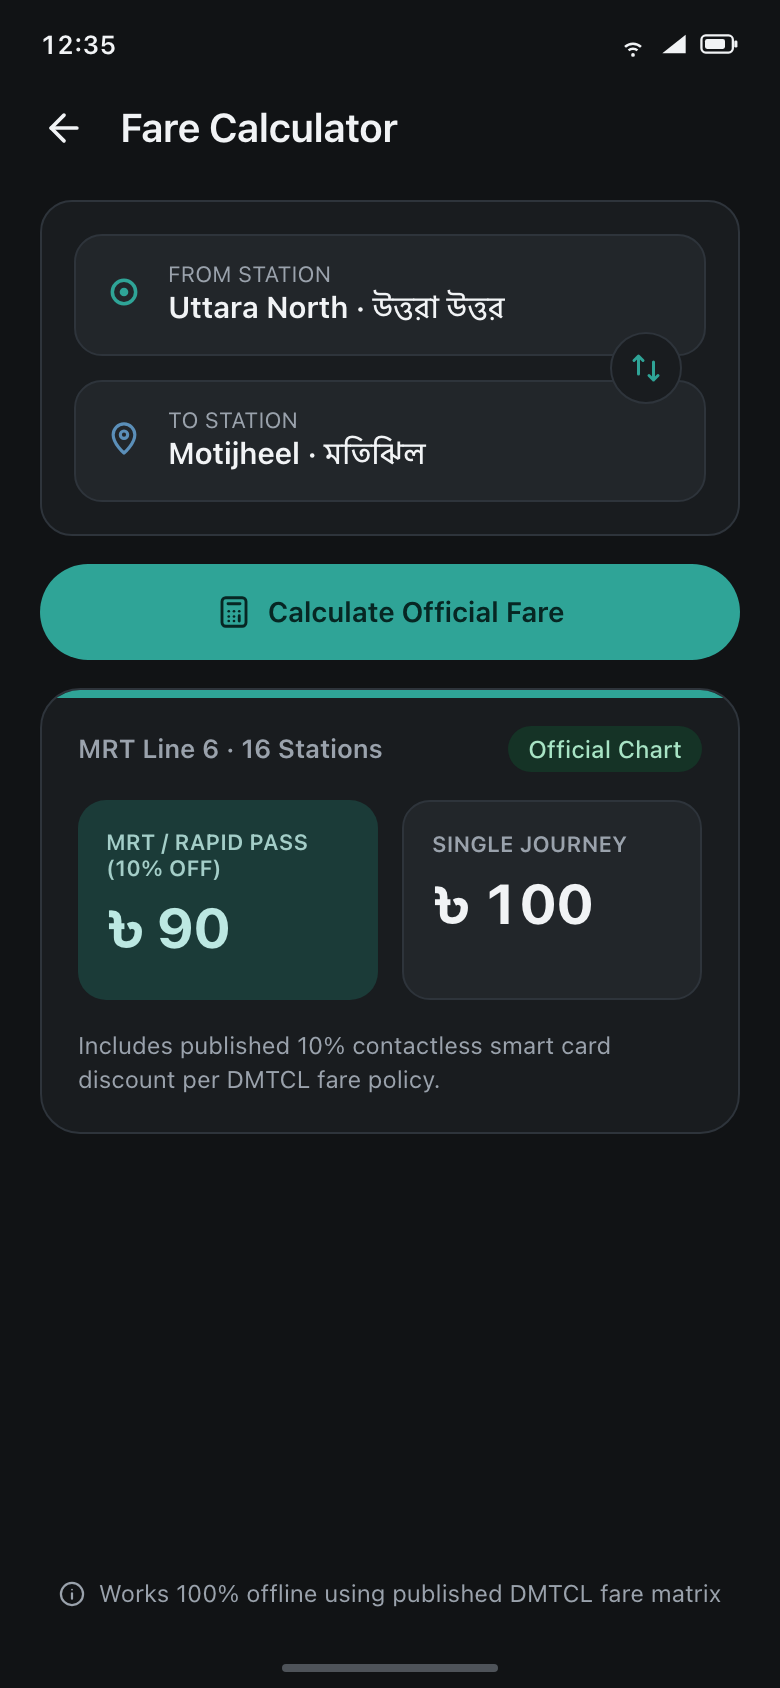 12:35
Fare Calculator
FROM STATION
Uttara North · উত্তরা উত্তর
TO STATION
Motijheel · মতিঝিল
Calculate Official Fare
MRT Line 6 · 16 Stations
Official Chart
MRT / RAPID PASS
(10% OFF)
৳ 90
SINGLE JOURNEY
৳ 100
Includes published 10% contactless smart card
discount per DMTCL fare policy.
Works 100% offline using published DMTCL fare matrix